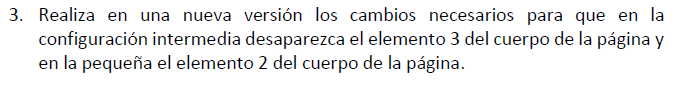 3. Realiza en una nueva versión los cambios necesarios para que en la
configuración intermedia desaparezca el elemento 3 del cuerpo de la página y
en la pequeña el elemento 2 del cuerpo de la página.